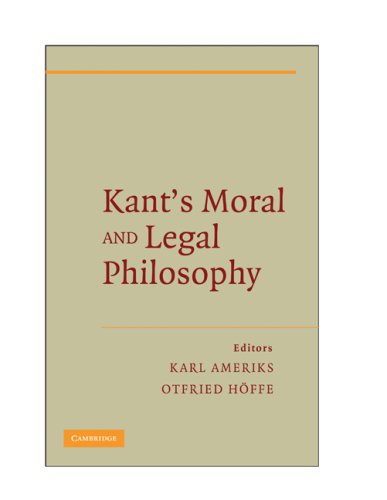 Kant's Moral
AND Legal
Philosophy
Editors
KARL AMERIKS
OTFRIED HÖFFE
CAMBRIDGE